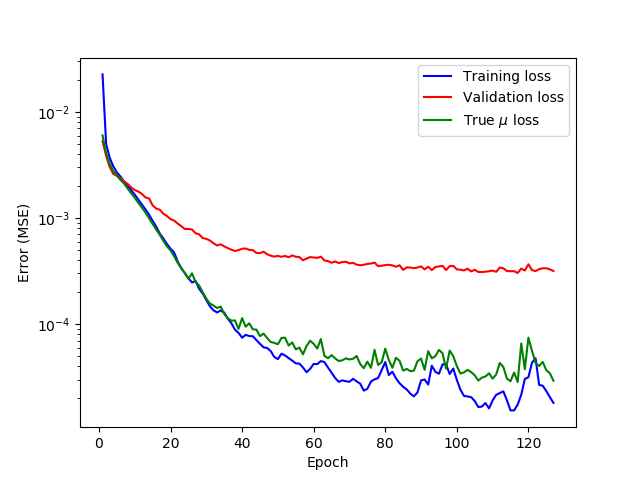 Training loss
Validation loss
True μ loss
Error (MSE)
10⁻²
10⁻³
10⁻⁴
0 20 40 60 80 100 120
Epoch